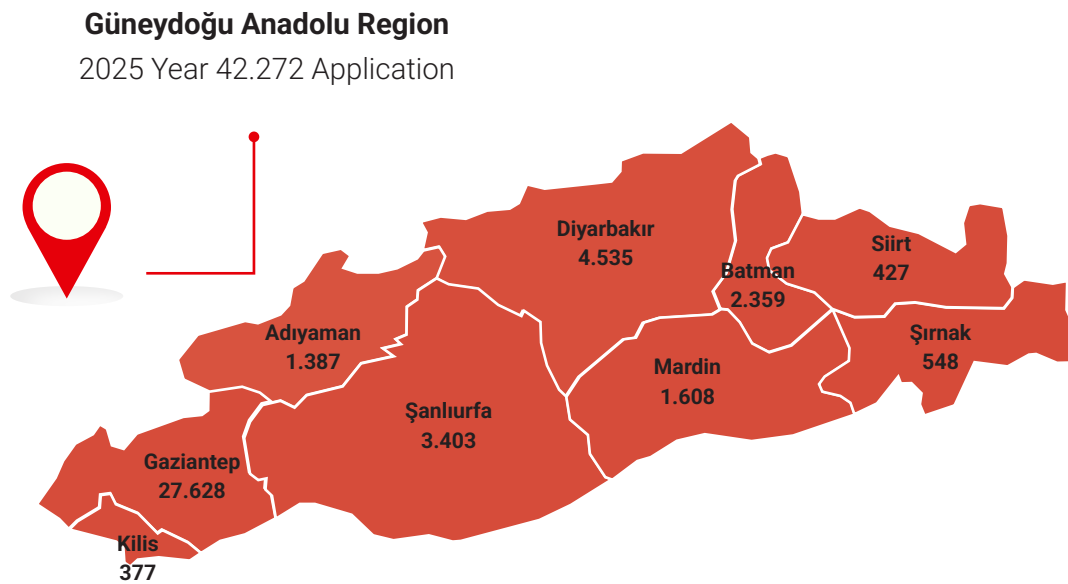 Güneydoğu Anadolu Region
2025 Year 42.272 Application
Diyarbakır
4.535
Siirt
427
Batman
2.359
Adıyaman
1.387
Şırnak
548
Mardin
1.608
Şanlıurfa
3.403
Gaziantep
27.628
Kilis
377